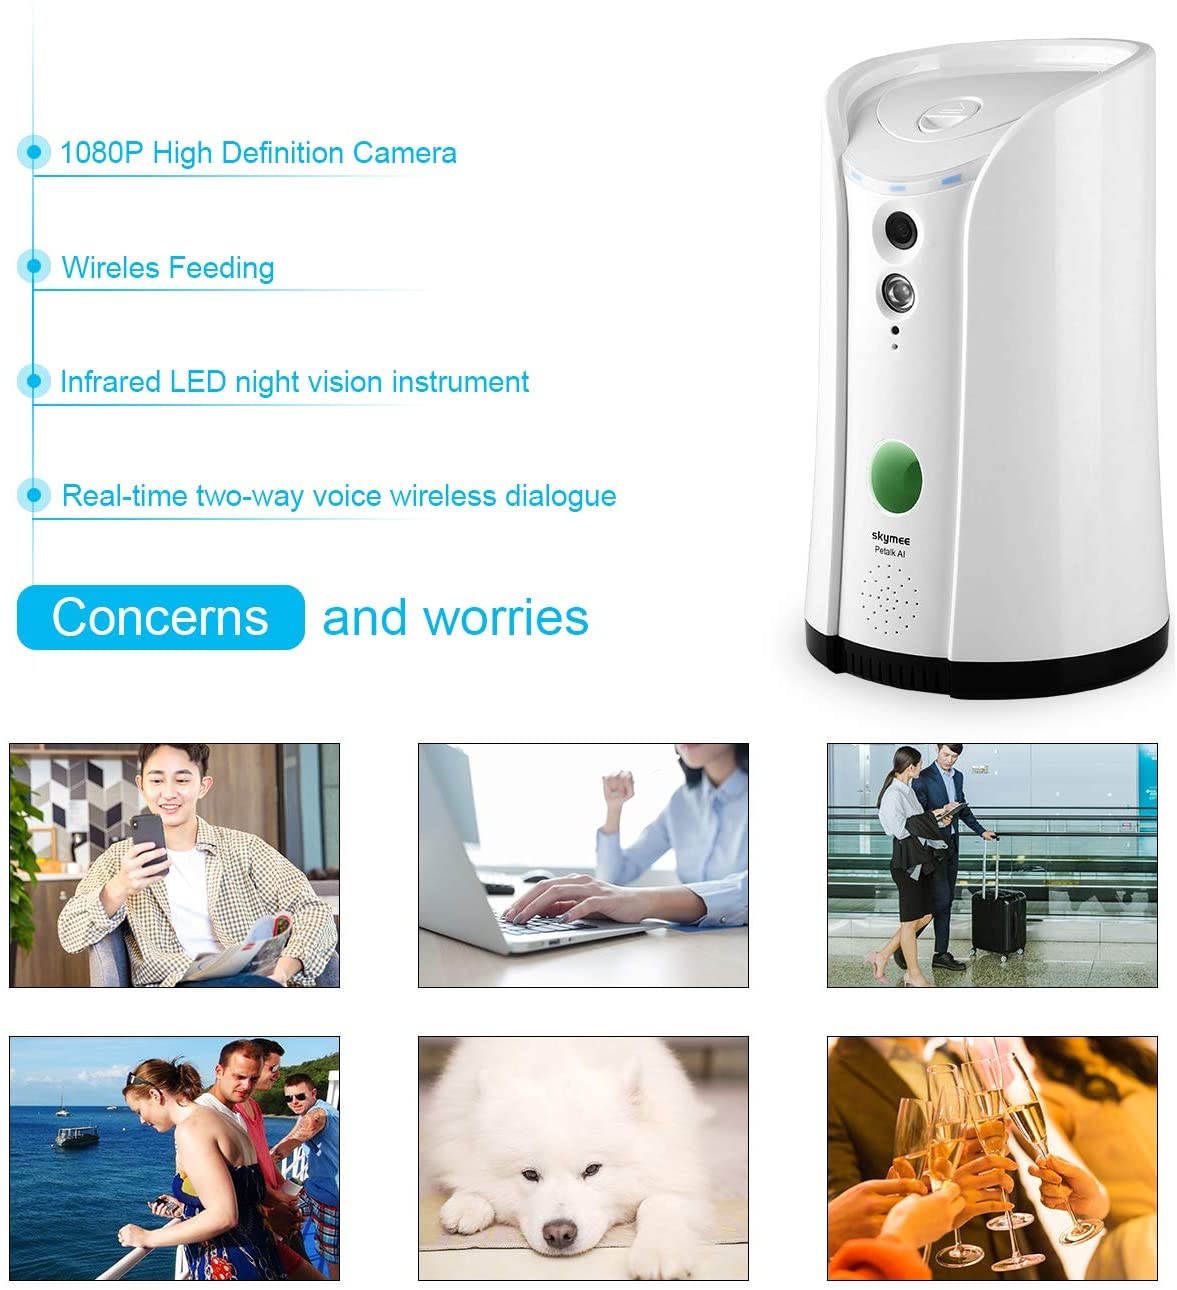 1080P High Definition Camera
Wireles Feeding
Infrared LED night vision instrument
Real-time two-way voice wireless dialogue
skymee
Petalk AI
Concerns and worries